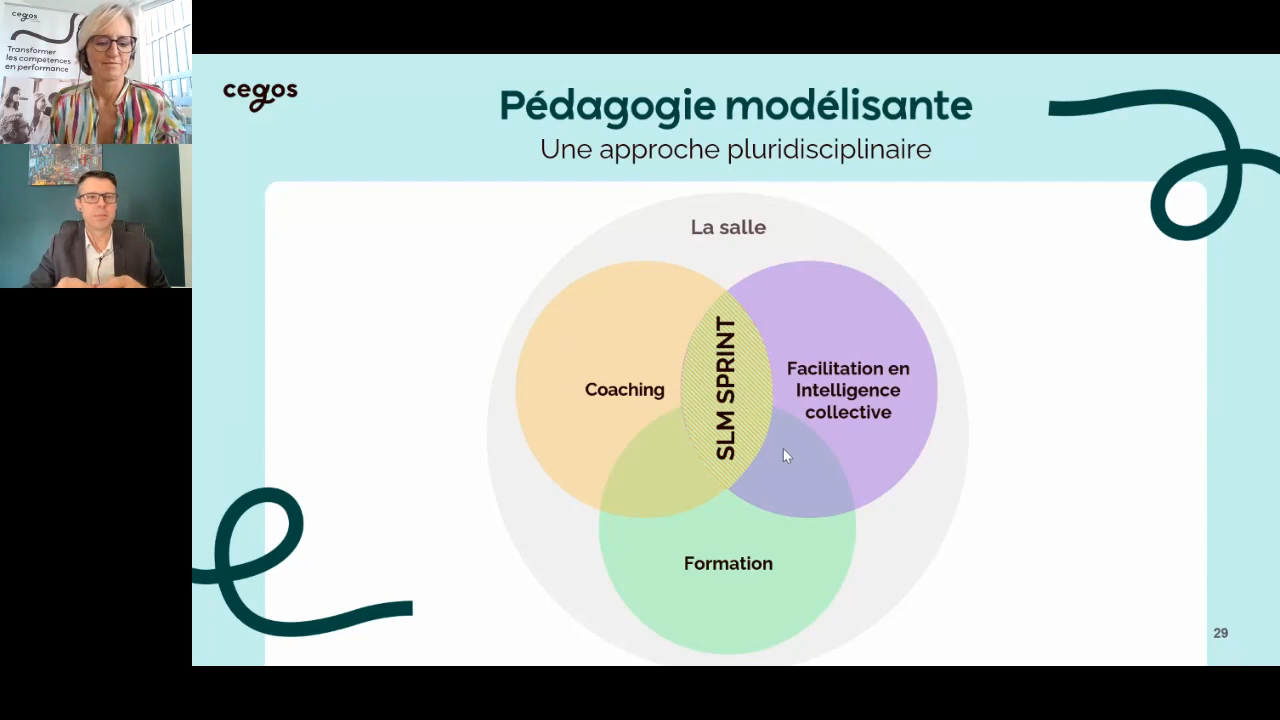 cegos
Transformer
les compétences
en performance
cegos
Pédagogie modélisante
Une approche pluridisciplinaire
La salle
Coaching
SLM SPRINT
Facilitation en
Intelligence
collective
Formation
29